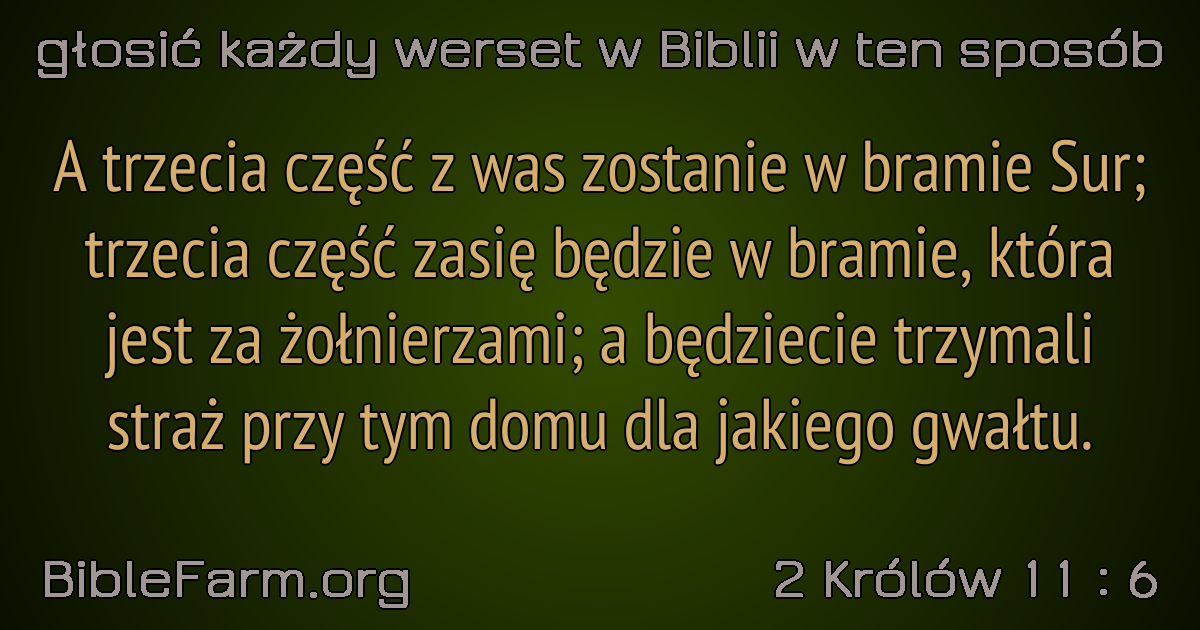 głosić każdy werset w Biblii w ten sposób
A trzecia część z was zostanie w bramie Sur;
trzecia część zasię będzie w bramie, która
jest za żołnierzami; a będziecie trzymali
straż przy tym domu dla jakiego gwałtu.
BibleFarm.org
2 Królów 11 : 6